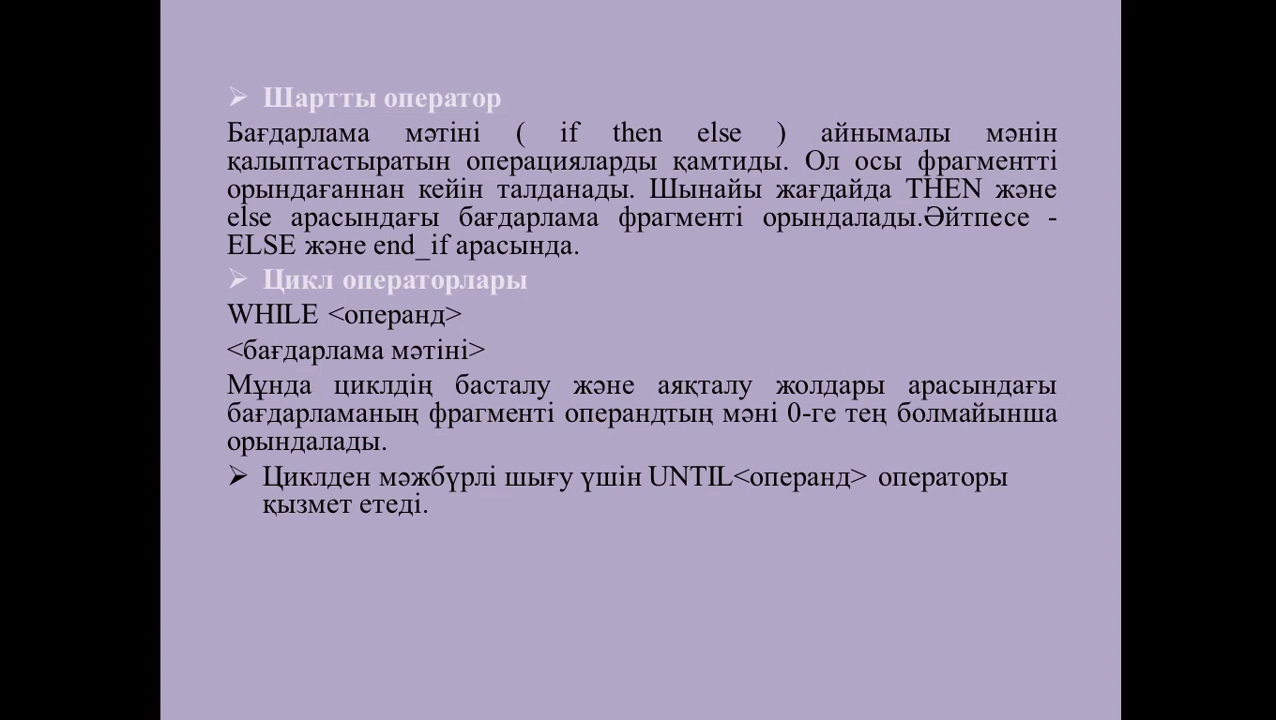 Шартты оператор
Бағдарлама мәтіні ( if then else ) айнымалы мәнін
қалыптастыратын операцияларды қамтиды. Ол осы фрагментті
орындағаннан кейін талданады. Шынайы жағдайда THEN және
else арасындағы бағдарлама фрагменті орындалады.Әйтпесе -
ELSE және end_if арасында.
Цикл операторлары
WHILE <операнд>
<бағдарлама мәтіні>
Мұнда циклдің басталу және аяқталу жолдары арасындағы
бағдарламаның фрагменті операндтың мәні 0-ге тең болмайынша
орындалады.
Циклден мәжбүрлі шығу үшін UNTIL<операнд> операторы
қызмет етеді.